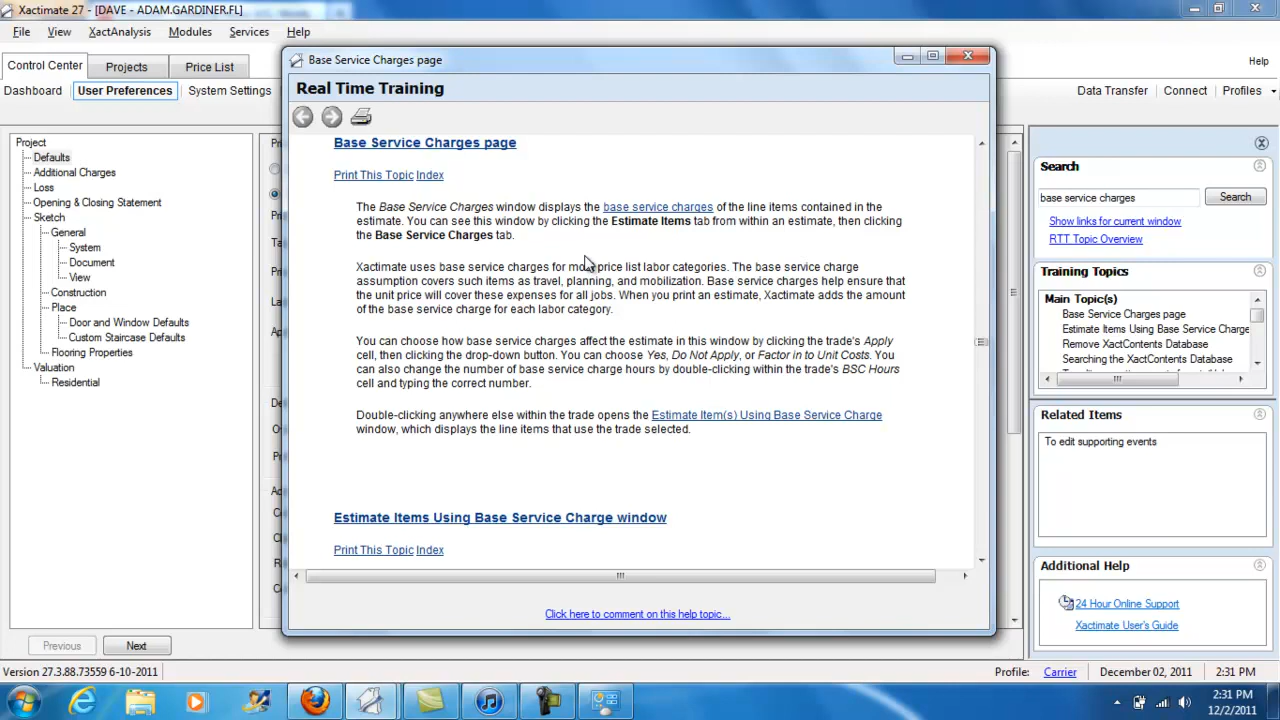 Xactimate 27 - [DAVE - ADAM.GARDINER.FL]
File View XactAnalysis Modules Services Help
Control Center Projects Price List Help
Dashboard User Preferences System Settings Data Transfer Connect Profiles
Project
Defaults
Additional Charges
Loss
Opening & Closing Statement
Sketch
General
System
Document
View
Construction
Place
Door and Window Defaults
Custom Staircase Defaults
Flooring Properties
Valuation
Residential
Previous Next
Base Service Charges page
Real Time Training
Base Service Charges page
Print This Topic Index
The Base Service Charges window displays the base service charges of the line items contained in the
estimate. You can see this window by clicking the Estimate Items tab from within an estimate, then clicking
the Base Service Charges tab.
Xactimate uses base service charges for most price list labor categories. The base service charge
assumption covers such items as travel, planning, and mobilization. Base service charges help ensure that
the unit price will cover these expenses for all jobs. When you print an estimate, Xactimate adds the amount
of the base service charge for each labor category.
You can choose how base service charges affect the estimate in this window by clicking the trade's Apply
cell, then clicking the drop-down button. You can choose Yes, Do Not Apply, or Factor in to Unit Costs. You
can also change the number of base service charge hours by double-clicking within the trade's BSC Hours
cell and typing the correct number.
Double-clicking anywhere else within the trade opens the Estimate Item(s) Using Base Service Charge
window, which displays the line items that use the trade selected.
Estimate Items Using Base Service Charge window
Print This Topic Index
Click here to comment on this help topic...
Search
base service charges Search
Show links for current window
RTT Topic Overview
Training Topics
Main Topic(s)
Base Service Charges page
Estimate Items Using Base Service Charge
Remove XactContents Database
Searching the XactContents Database
Related Items
To edit supporting events
Additional Help
24 Hour Online Support
Xactimate User's Guide
Version 27.3.88.73559 6-10-2011 Profile: Carrier December 02, 2011 2:31 PM
2:31 PM
12/2/2011